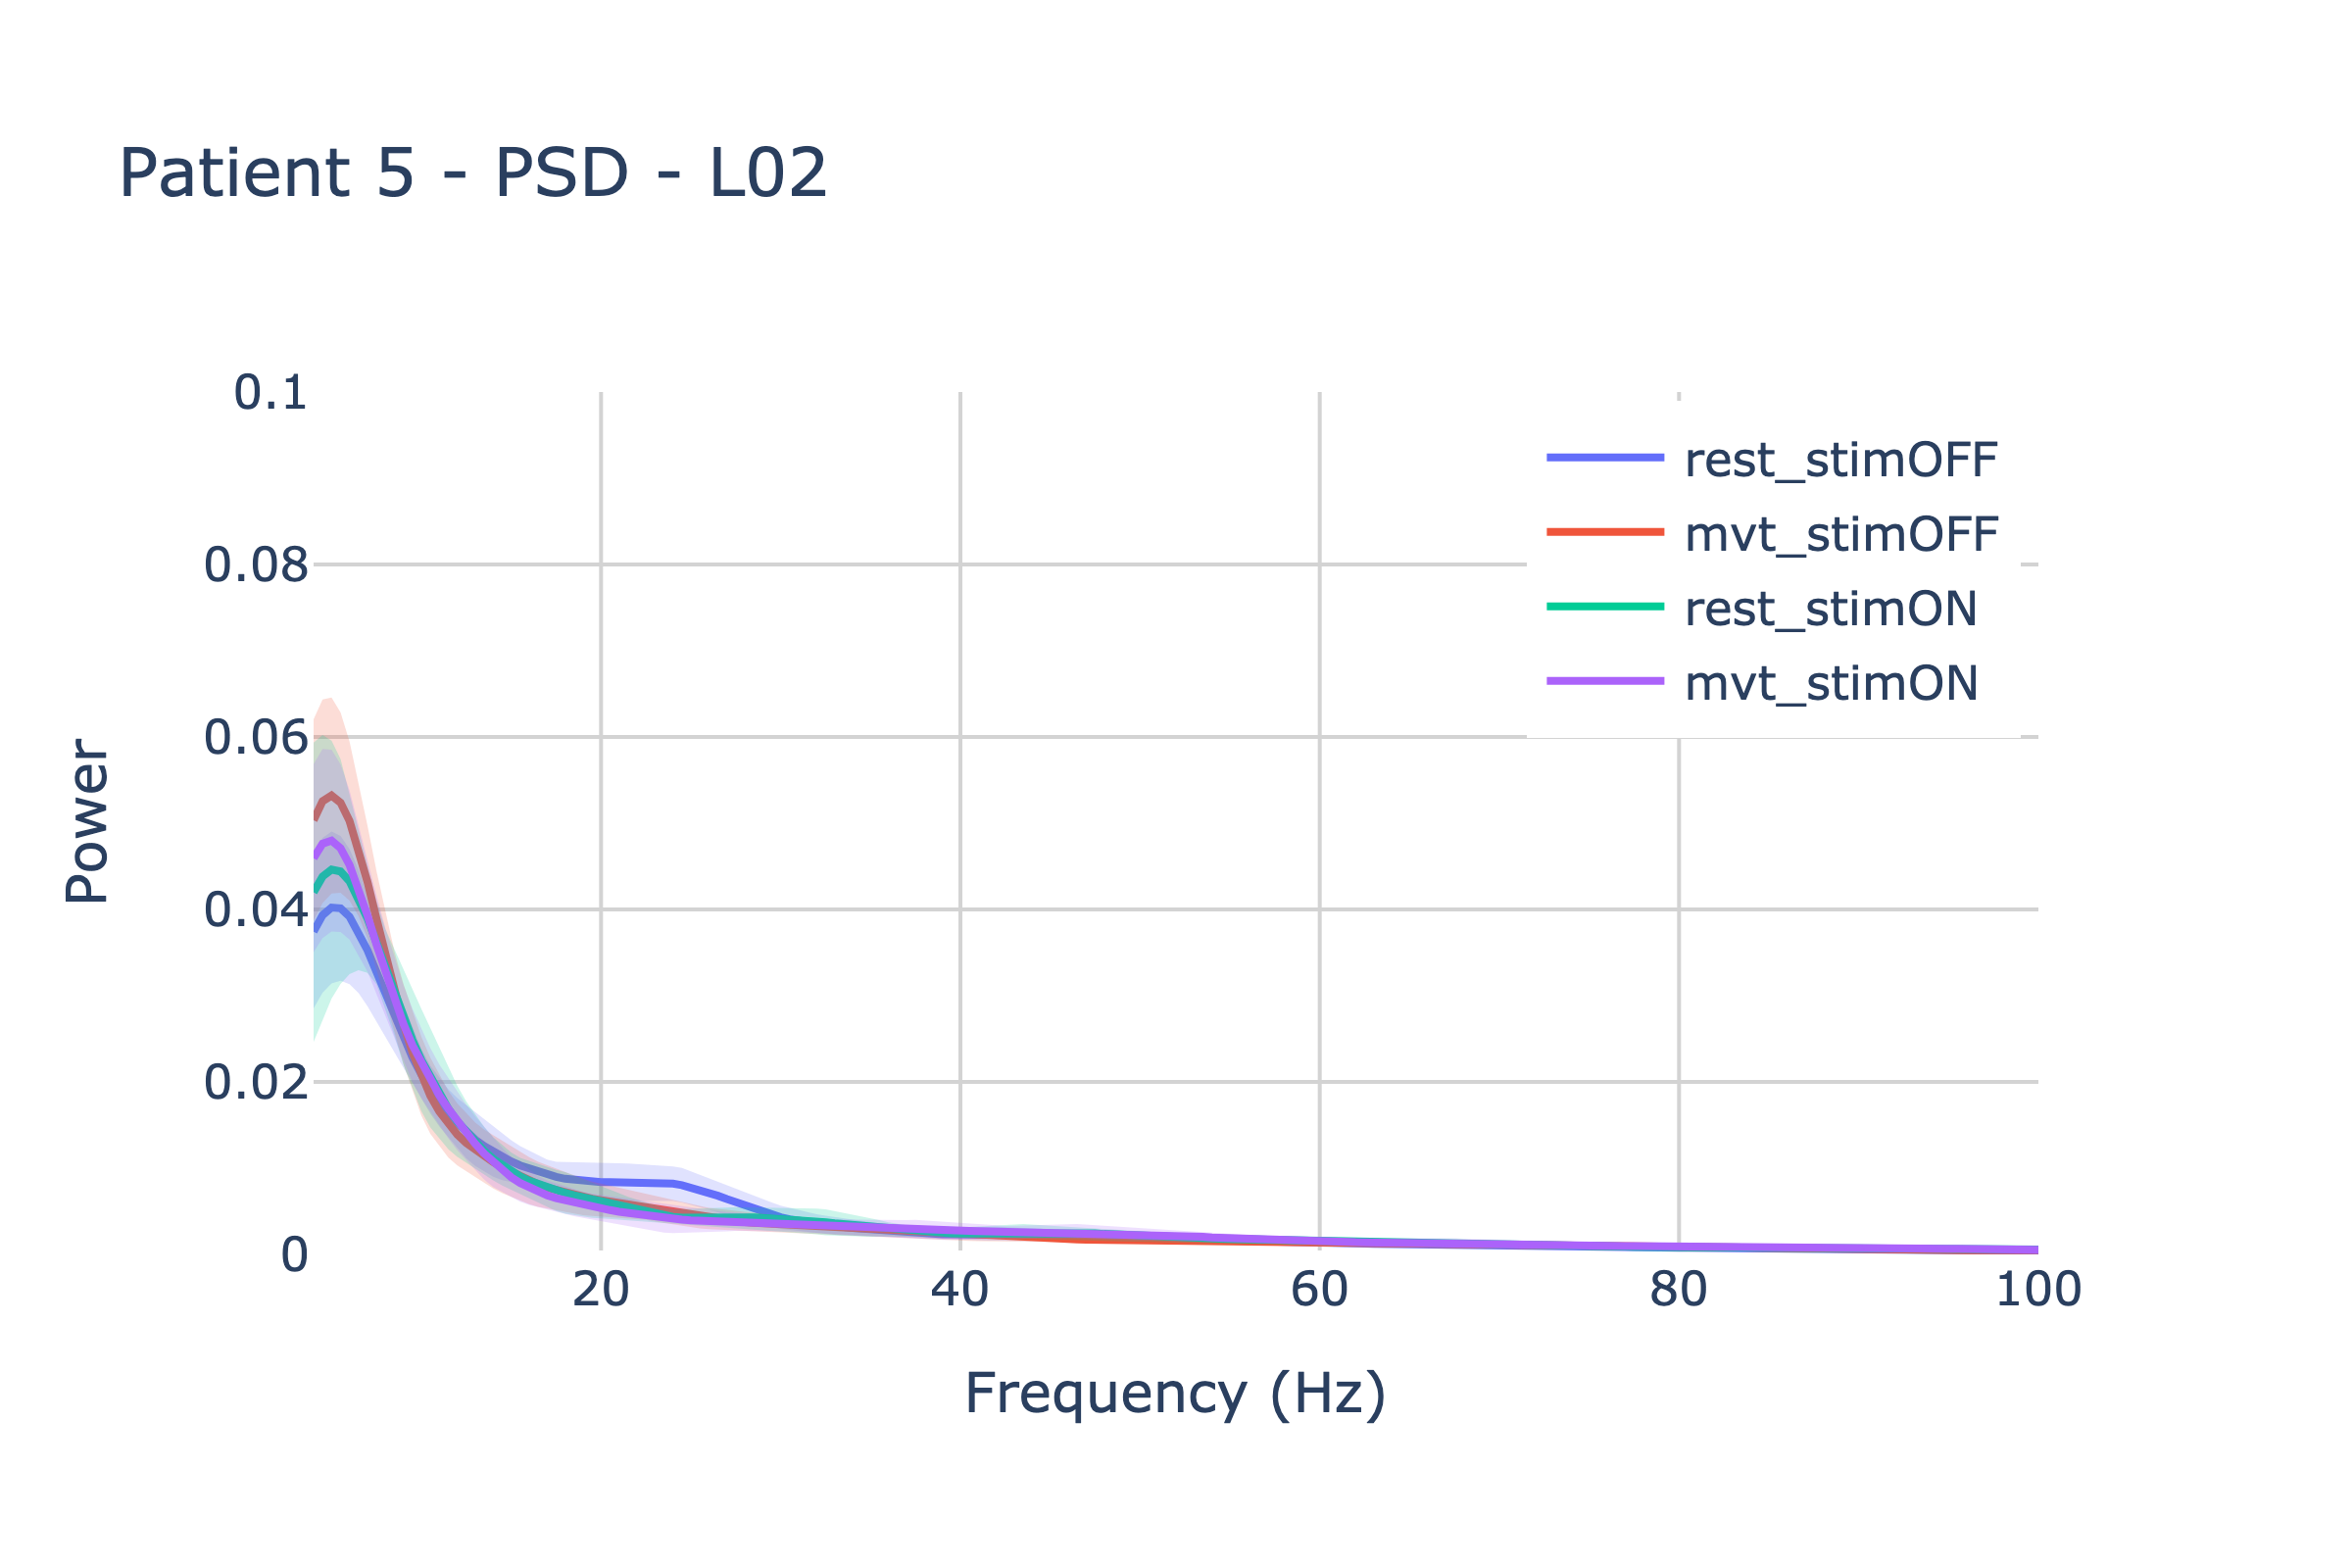 Patient 5 - PSD - L02
0.1
0.08
0.06
0.04
0.02
0
Power
20 40 60 80 100
Frequency (Hz)
rest_stimOFF
mvt_stimOFF
rest_stimON
mvt_stimON